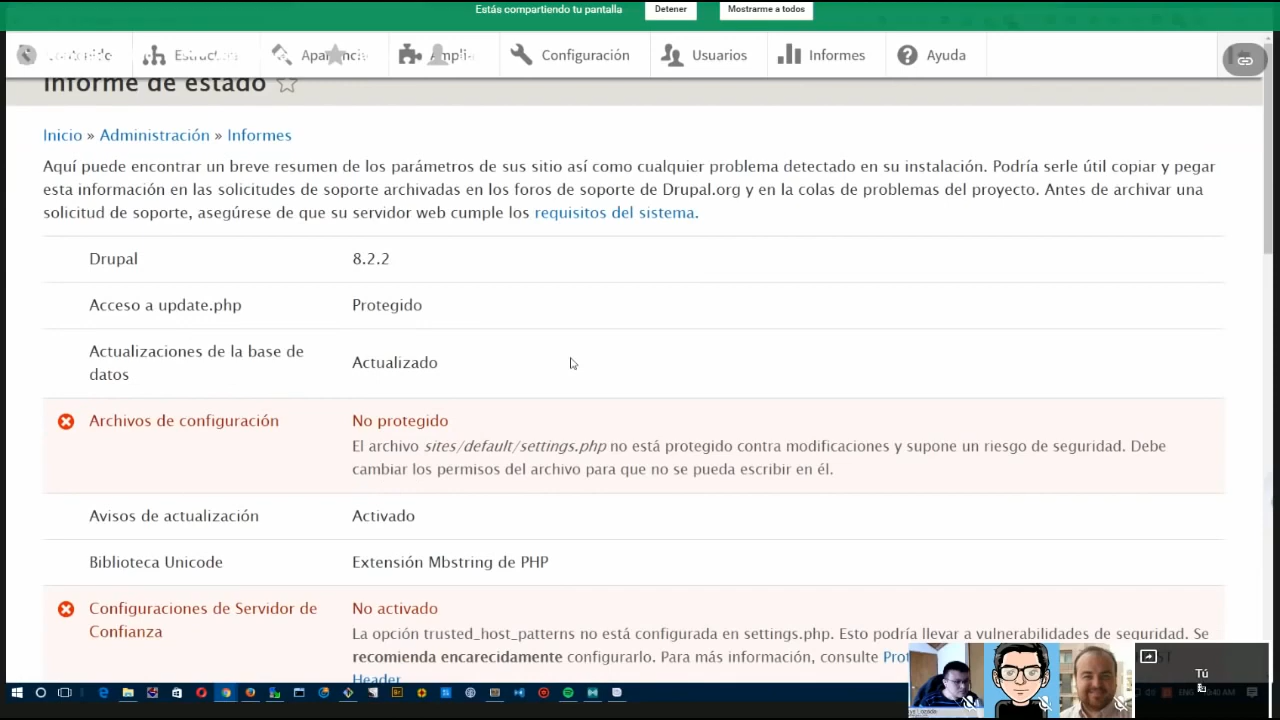 Estás compartiendo tu pantalla Detener Mostrarme a todos
Configuración Usuarios Informes Ayuda
Informe de estado
Inicio » Administración » Informes
Aquí puede encontrar un breve resumen de los parámetros de sus sitio así como cualquier problema detectado en su instalación. Podría serle útil copiar y pegar
esta información en las solicitudes de soporte archivadas en los foros de soporte de Drupal.org y en la colas de problemas del proyecto. Antes de archivar una
solicitud de soporte, asegúrese de que su servidor web cumple los requisitos del sistema.
Drupal 8.2.2
Acceso a update.php Protegido
Actualizaciones de la base de
datos
Actualizado
Archivos de configuración No protegido
El archivo sites/default/settings.php no está protegido contra modificaciones y supone un riesgo de seguridad. Debe
cambiar los permisos del archivo para que no se pueda escribir en él.
Avisos de actualización Activado
Biblioteca Unicode Extensión Mbstring de PHP
Configuraciones de Servidor de
Confianza
No activado
La opción trusted_host_patterns no está configurada en settings.php. Esto podría llevar a vulnerabilidades de seguridad. Se
recomienda encarecidamente configurarlo. Para más información, consulte
Header
Tú